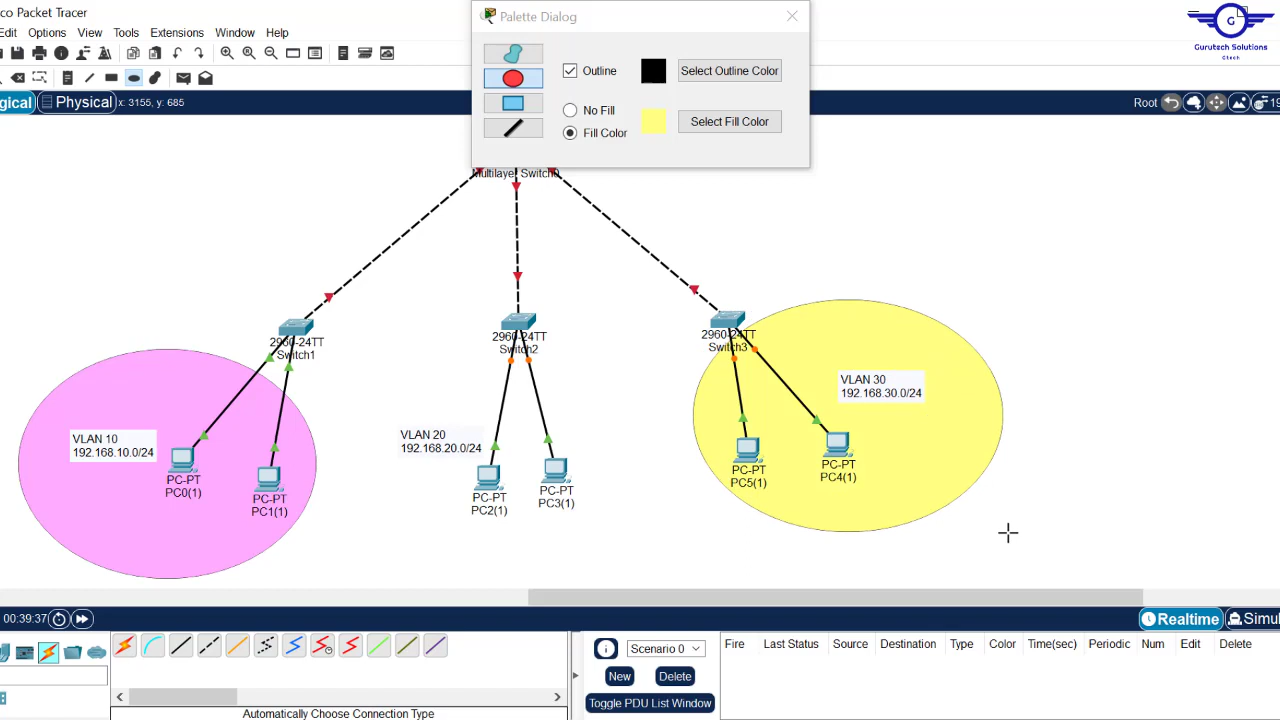 co Packet Tracer
Palette Dialog
G
Gurutech Solutions
Gtech
Edit Options View Tools Extensions Window Help
Outline
Select Outline Color
No Fill
Fill Color
Select Fill Color
gical Physical x: 3155, y: 685
Root
19
Multilayer Switch0
2960-24TT
Switch1
2960-24TT
Switch2
2960-24TT
Switch3
VLAN 30
192.168.30.0/24
VLAN 10
192.168.10.0/24
VLAN 20
192.168.20.0/24
PC-PT
PC0(1)
PC-PT
PC1(1)
PC-PT
PC2(1)
PC-PT
PC3(1)
PC-PT
PC5(1)
PC-PT
PC4(1)
00:39:37
Realtime
Simul
Scenario 0
New
Delete
Toggle PDU List Window
Fire Last Status Source Destination Type Color Time(sec) Periodic Num Edit Delete
Automatically Choose Connection Type